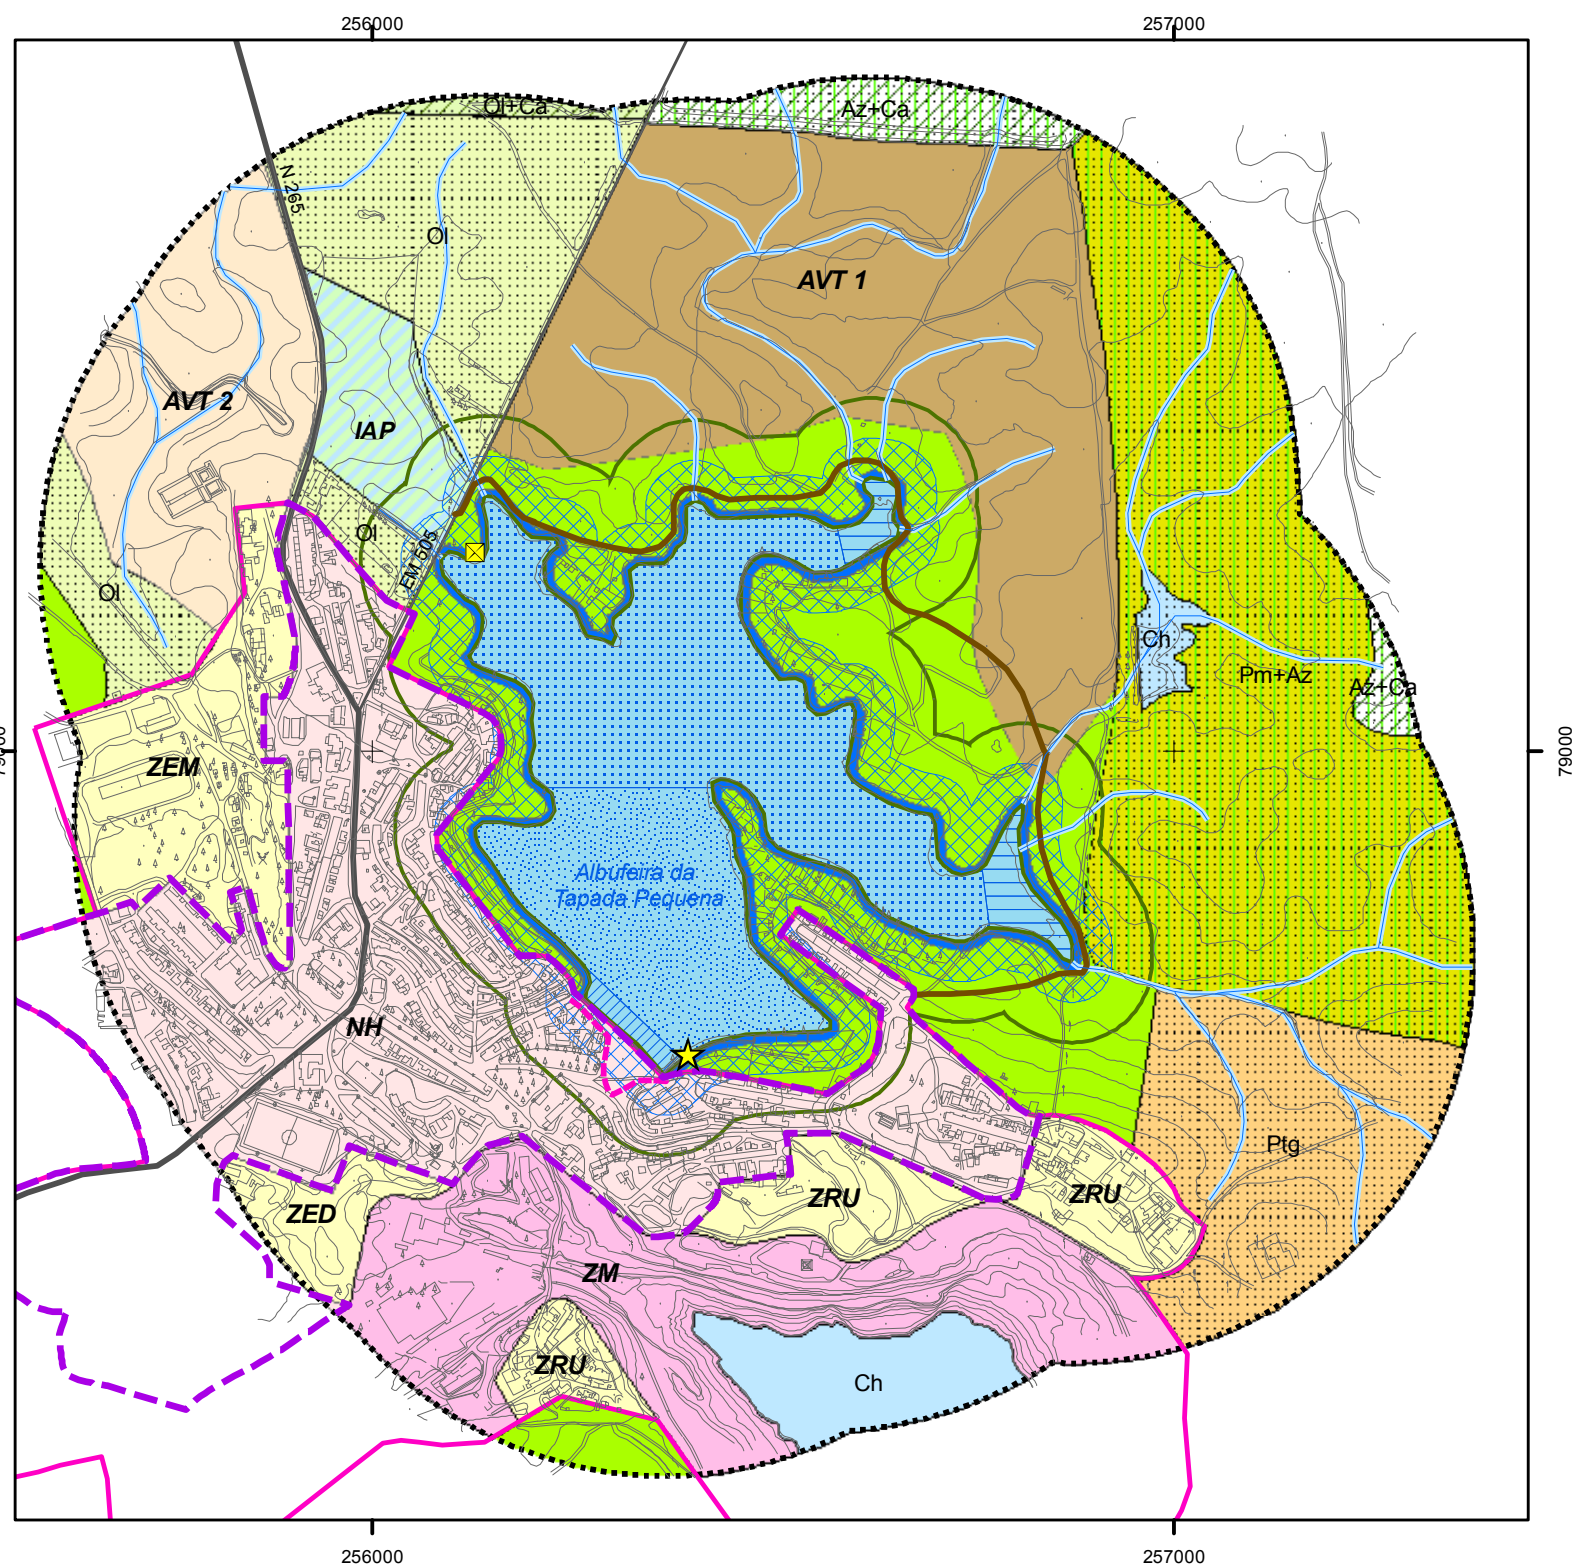 256000
257000
Ol+Ca
Az+Ca
N 265
Ol
AVT 1
AVT 2
IAP
Ol
EM 505
Ol
Ch
Pm+Az
Az+Ca
79000
ZEM
Albufeira da
Tapada Pequena
NH
Ptg
ZRU
ZRU
ZED
ZM
ZRU
Ch
256000
257000